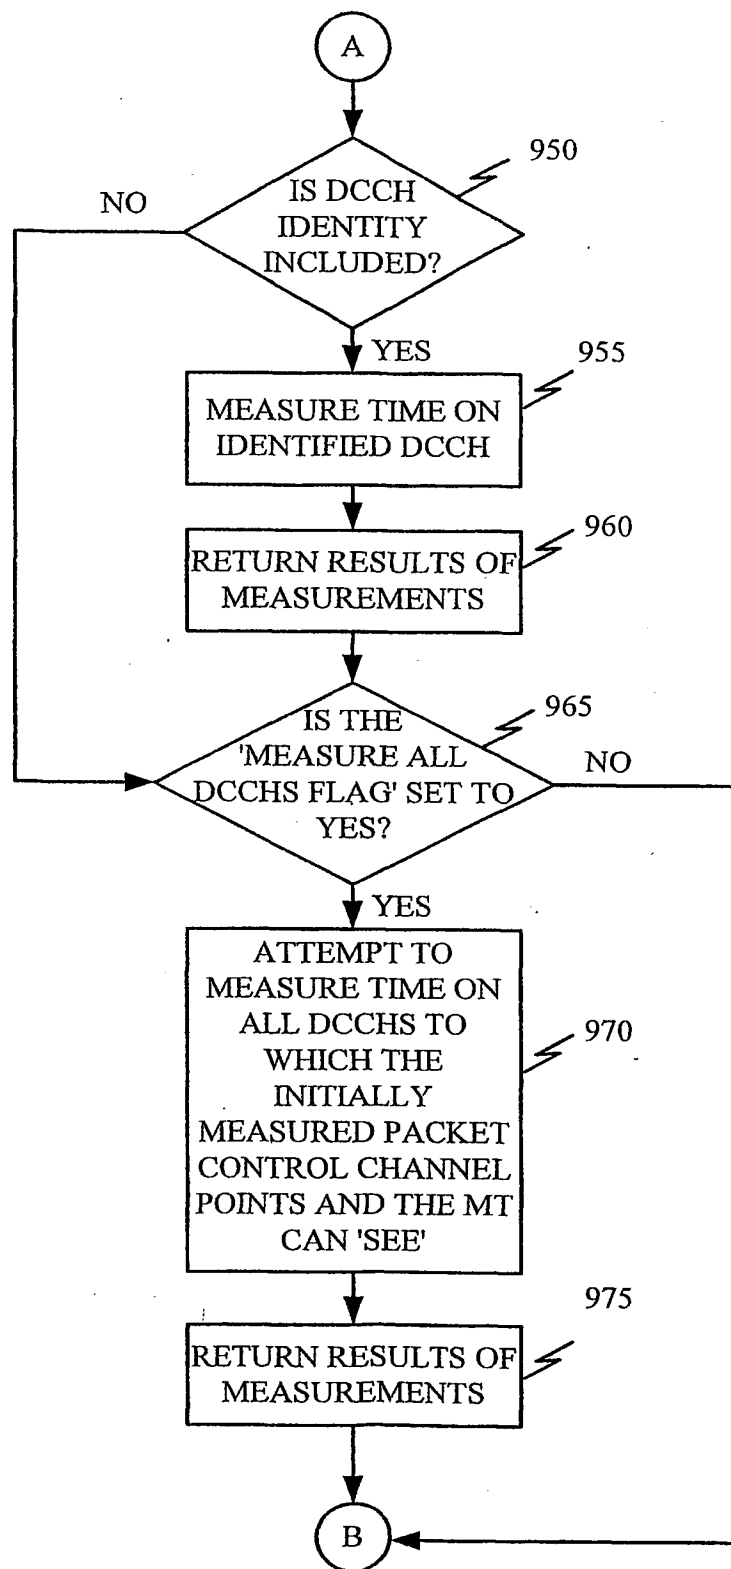 A
950
IS DCCH
IDENTITY
INCLUDED?
NO
YES
955
MEASURE TIME ON
IDENTIFIED DCCH
960
RETURN RESULTS OF
MEASUREMENTS
965
IS THE
'MEASURE ALL
DCCHS FLAG' SET TO
YES?
NO
YES
970
ATTEMPT TO
MEASURE TIME ON
ALL DCCHS TO
WHICH THE
INITIALLY
MEASURED PACKET
CONTROL CHANNEL
POINTS AND THE MT
CAN 'SEE'
975
RETURN RESULTS OF
MEASUREMENTS
B